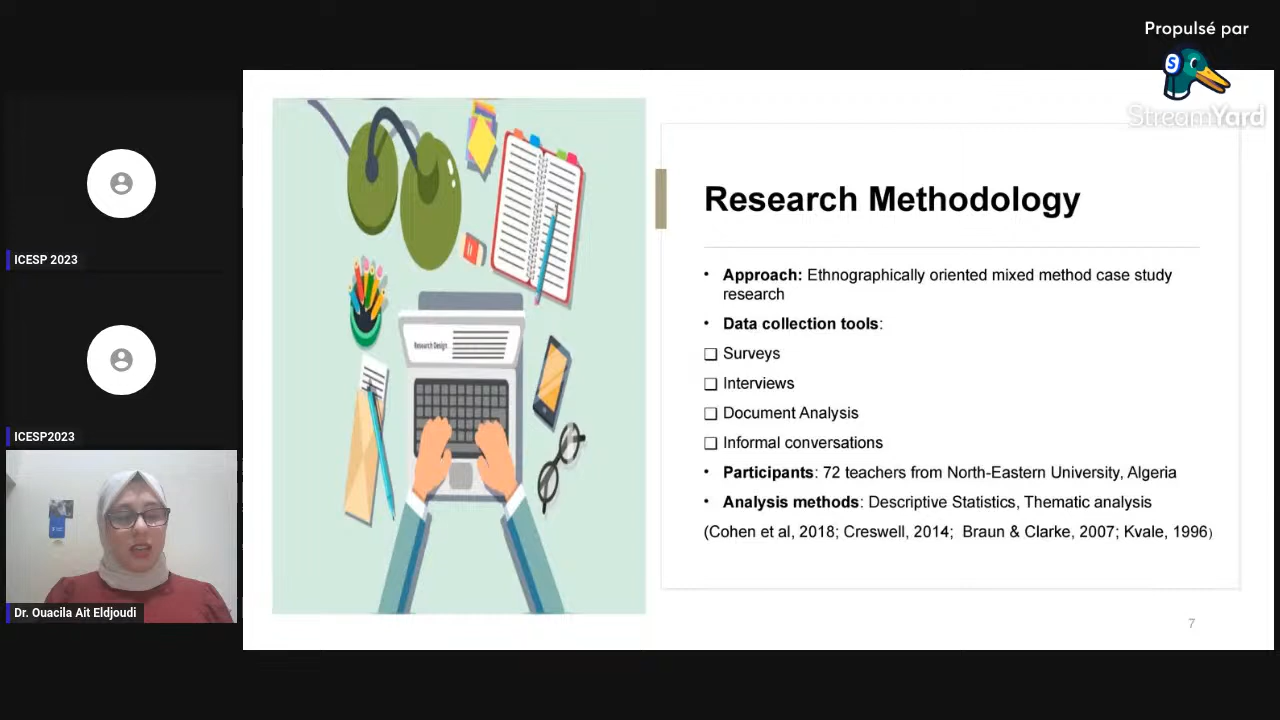 Propulsé par
StreamYard
ICESP 2023
ICESP2023
Dr. Ouacila Ait Eldjoudi
Research Design
Research Methodology
• Approach: Ethnographically oriented mixed method case study
research
• Data collection tools:
❑ Surveys
❑ Interviews
❑ Document Analysis
❑ Informal conversations
• Participants: 72 teachers from North-Eastern University, Algeria
• Analysis methods: Descriptive Statistics, Thematic analysis
(Cohen et al, 2018; Creswell, 2014; Braun & Clarke, 2007; Kvale, 1996)
7